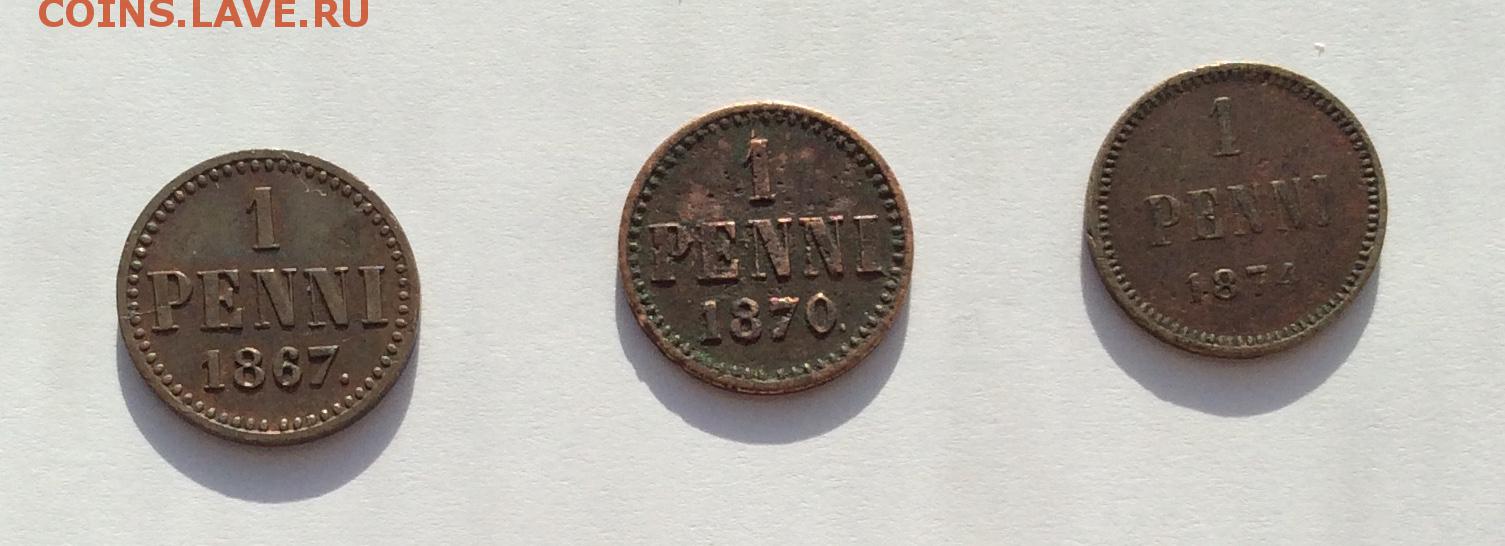 COINS.LAVE.RU
1
PENNI
1867.
1
PENNI
1870.
1
PENNI
1874